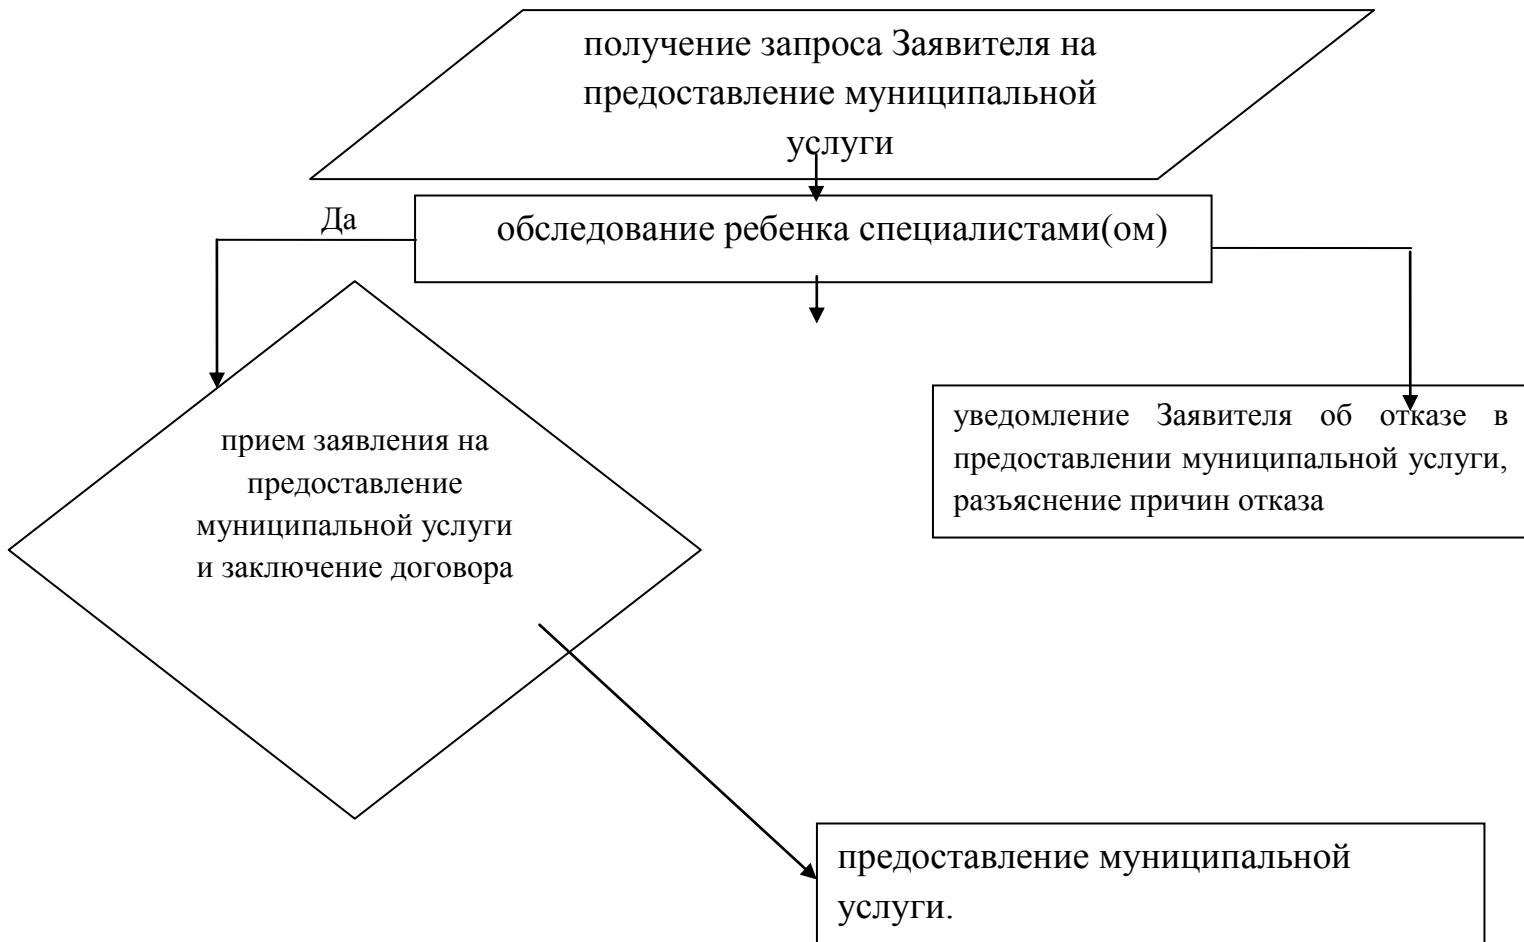 получение запроса Заявителя на
предоставление муниципальной
услуги
Да
обследование ребенка специалистами(ом)
прием заявления на
предоставление
муниципальной услуги
и заключение договора
уведомление Заявителя об отказе в
предоставлении муниципальной услуги,
разъяснение причин отказа
предоставление муниципальной
услуги.